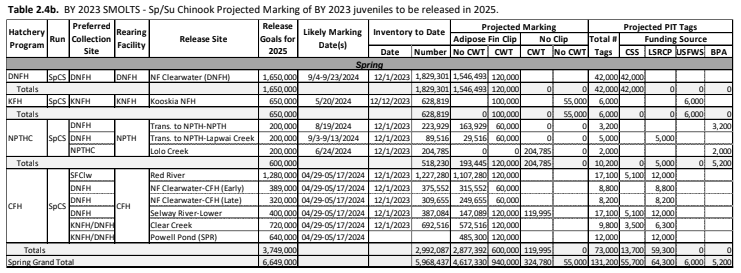 Table 2.4b. BY 2023 SMOLTS - Sp/Su Chinook Projected Marking of BY 2023 juveniles to be released in 2025.
Hatchery Program Run Preferred Collection Site Rearing Facility Release Site Release Goals for 2025 Likely Marking Date(s) Inventory to Date Projected Marking Projected PIT Tags
Adipose Fin Clip No Clip Total # Funding Source
Date Number No CWT CWT CWT No CWT Tags CSS LSRCP USFWS BPA
Spring
DNFH SpCS DNFH DNFH NF Clearwater (DNFH) 1,650,000 9/4-9/23/2024 12/1/2023 1,829,301 1,546,493 120,000 42,000 42,000
Totals 1,650,000 1,829,301 1,546,493 120,000 0 0 42,000 42,000 0 0 0
KFH SpCS KNFH KNFH Kooskia NFH 650,000 5/20/2024 12/12/2023 628,819 100,000 55,000 6,000 6,000
Totals 650,000 628,819 0 100,000 0 55,000 6,000 0 0 6,000 0
NPTHC SpCS DNFH NPTH Trans. to NPTH-NPTH 200,000 8/19/2024 12/1/2023 223,929 163,929 60,000 0 0 3,200 3,200
DNFH Trans. to NPTH-Lapwai Creek 200,000 9/3-9/13/2024 12/1/2023 89,516 29,516 60,000 0 0 5,000 5,000
NPTHC Lolo Creek 200,000 6/24/2024 12/1/2023 204,785 0 0 204,785 0 2,000 2,000
Totals 600,000 518,230 193,445 120,000 204,785 0 10,200 0 5,000 0 5,200
CFH SpCS SFClw CFH Red River 1,280,000 04/29-05/17/2024 12/1/2023 1,227,280 1,107,280 120,000 17,100 5,100 12,000
DNFH NF Clearwater-CFH (Early) 389,000 04/29-05/17/2024 12/1/2023 375,552 315,552 60,000 8,800 8,800
DNFH NF Clearwater-CFH (Late) 320,000 04/29-05/17/2024 12/1/2023 309,655 249,655 60,000 8,200 8,200
DNFH Selway River-Lower 400,000 04/29-05/17/2024 12/1/2023 387,084 147,089 120,000 119,995 17,100 5,100 12,000
KNFH/DNFH Clear Creek 720,000 04/29-05/17/2024 12/1/2023 692,516 572,516 120,000 9,800 3,500 6,300
KNFH/DNFH Powell Pond (SPR) 640,000 04/29-05/17/2024 485,300 120,000 12,000 12,000
Totals 3,749,000 2,992,087 2,877,392 600,000 119,995 0 73,000 13,700 59,300 0 0
Spring Grand Total 6,649,000 5,968,437 4,617,330 940,000 324,780 55,000 131,200 55,700 64,300 6,000 5,200